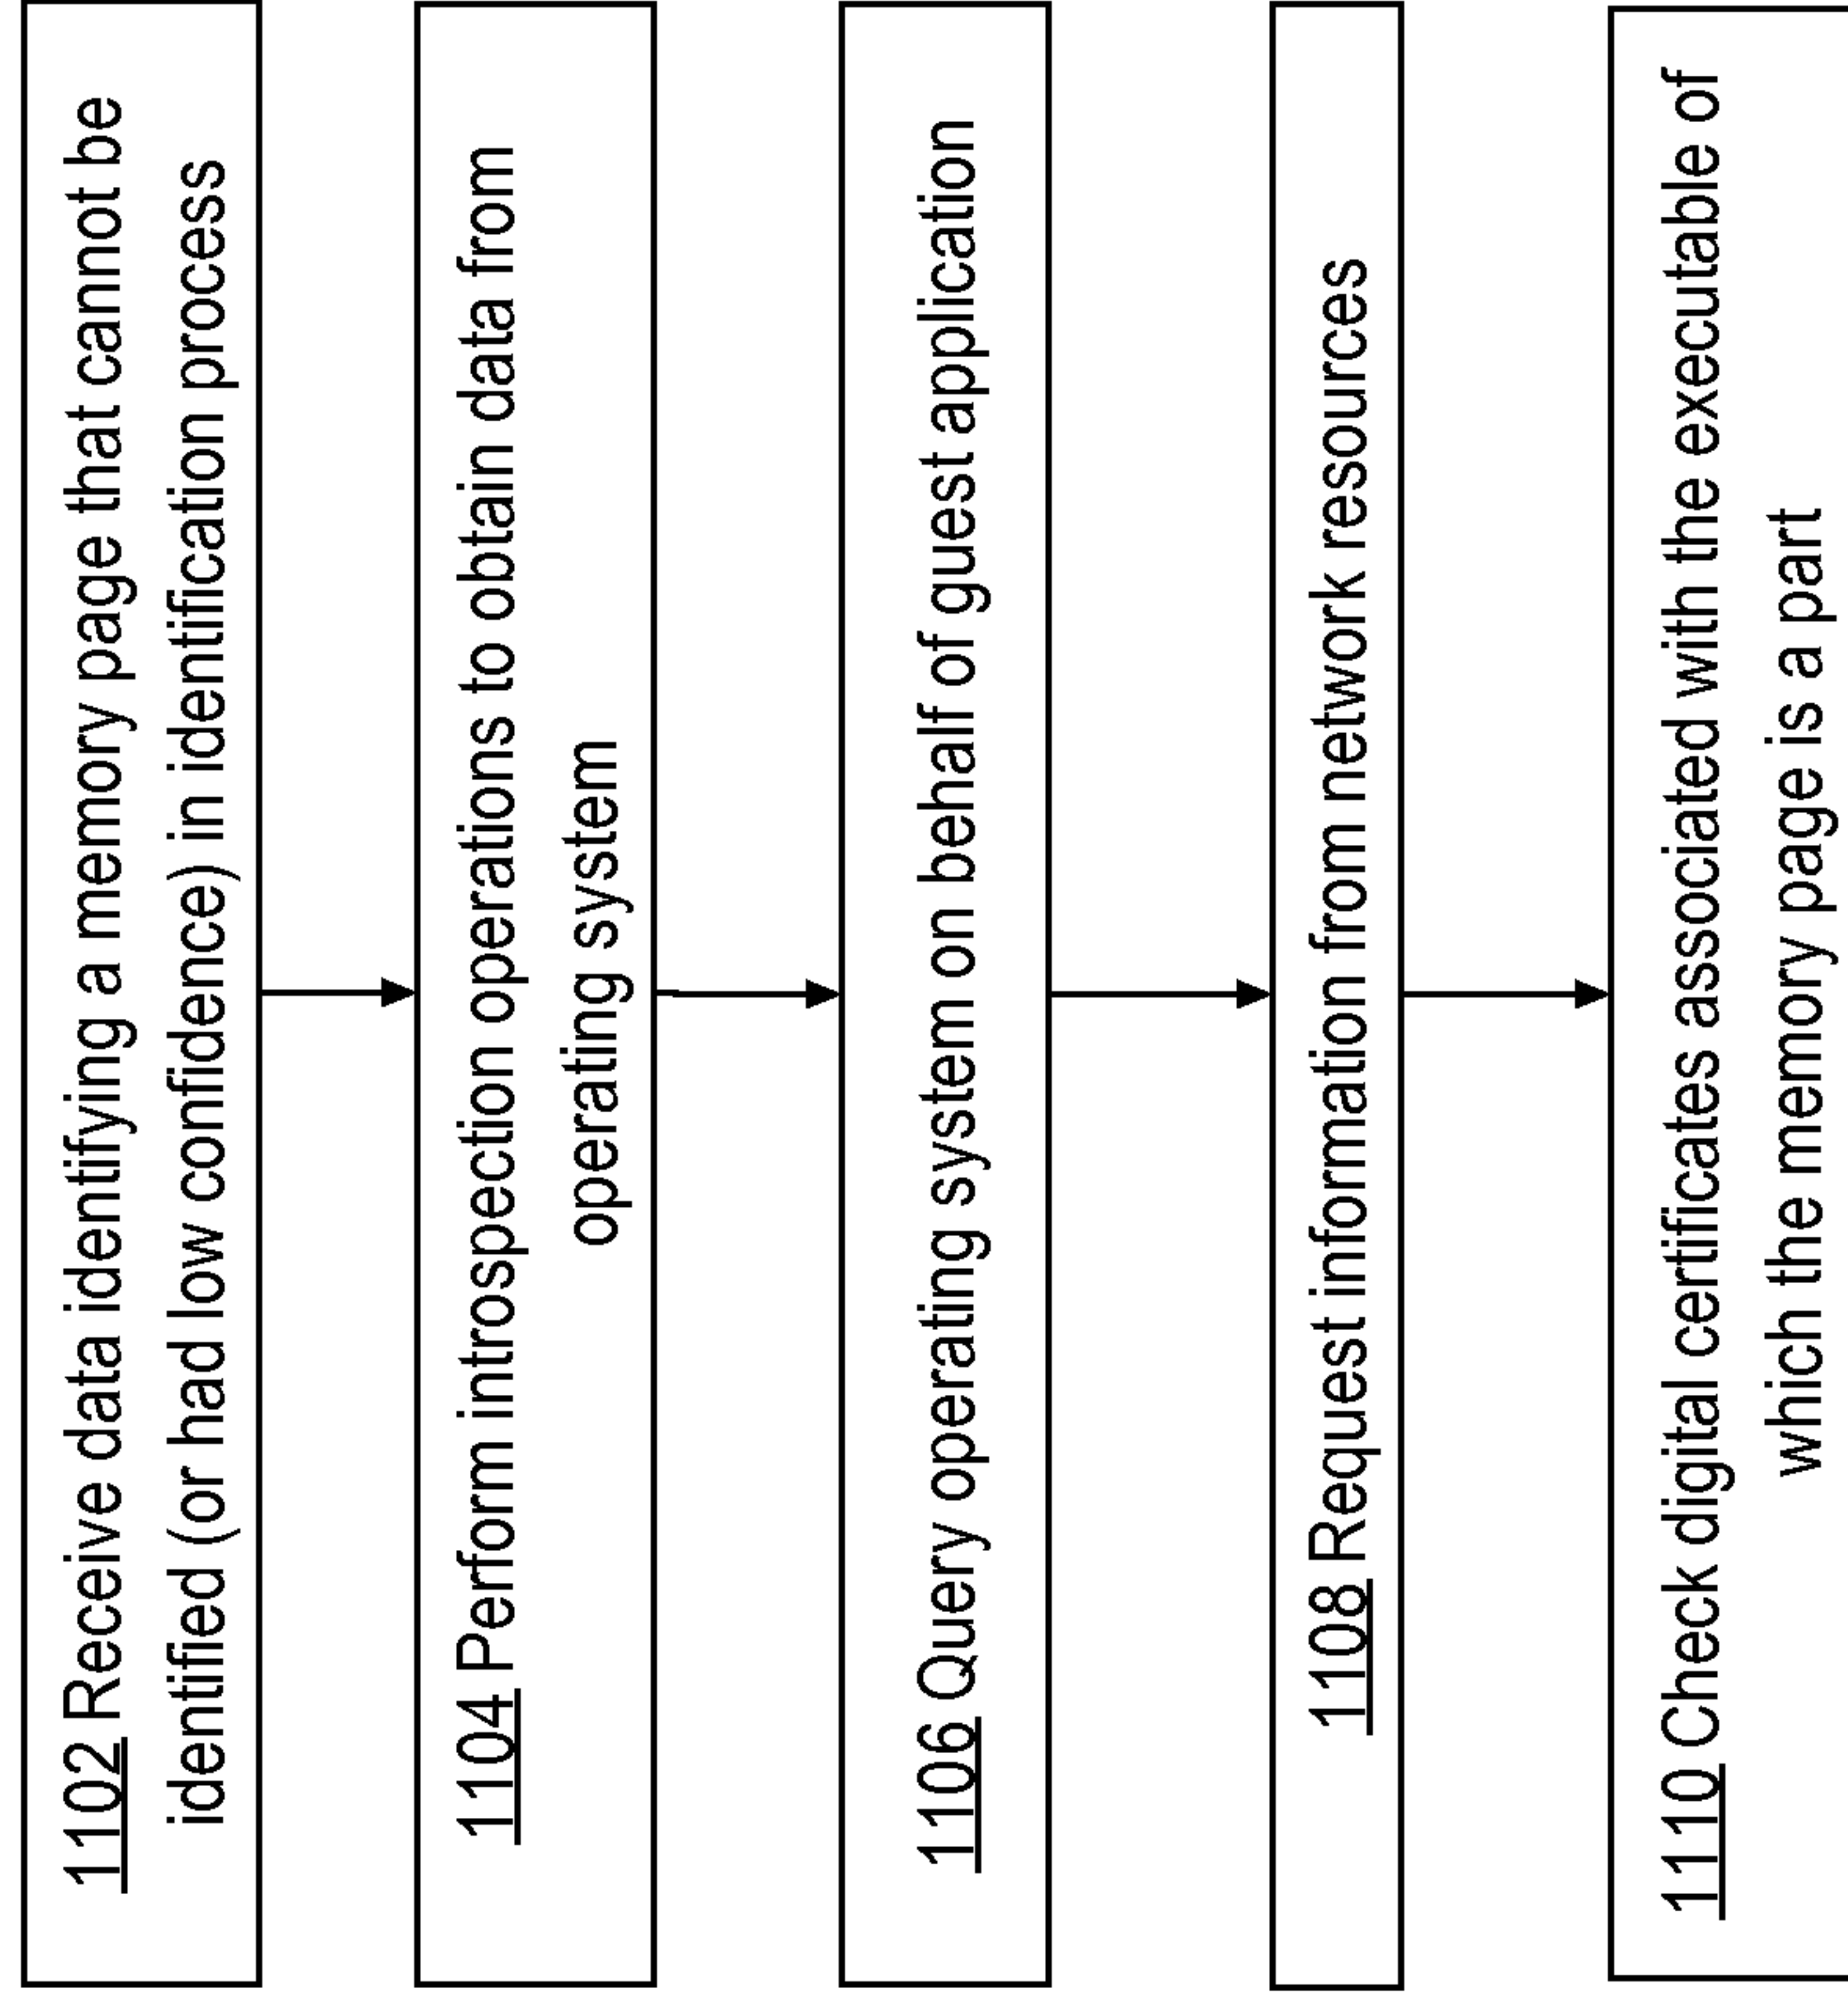 1102 Receive data identifying a memory page that cannot be
identified (or had low confidence) in identification process
1104 Perform introspection operations to obtain data from
operating system
1106 Query operating system on behalf of guest application
1108 Request information from network resources
1110 Check digital certificates associated with the executable of
which the memory page is a part